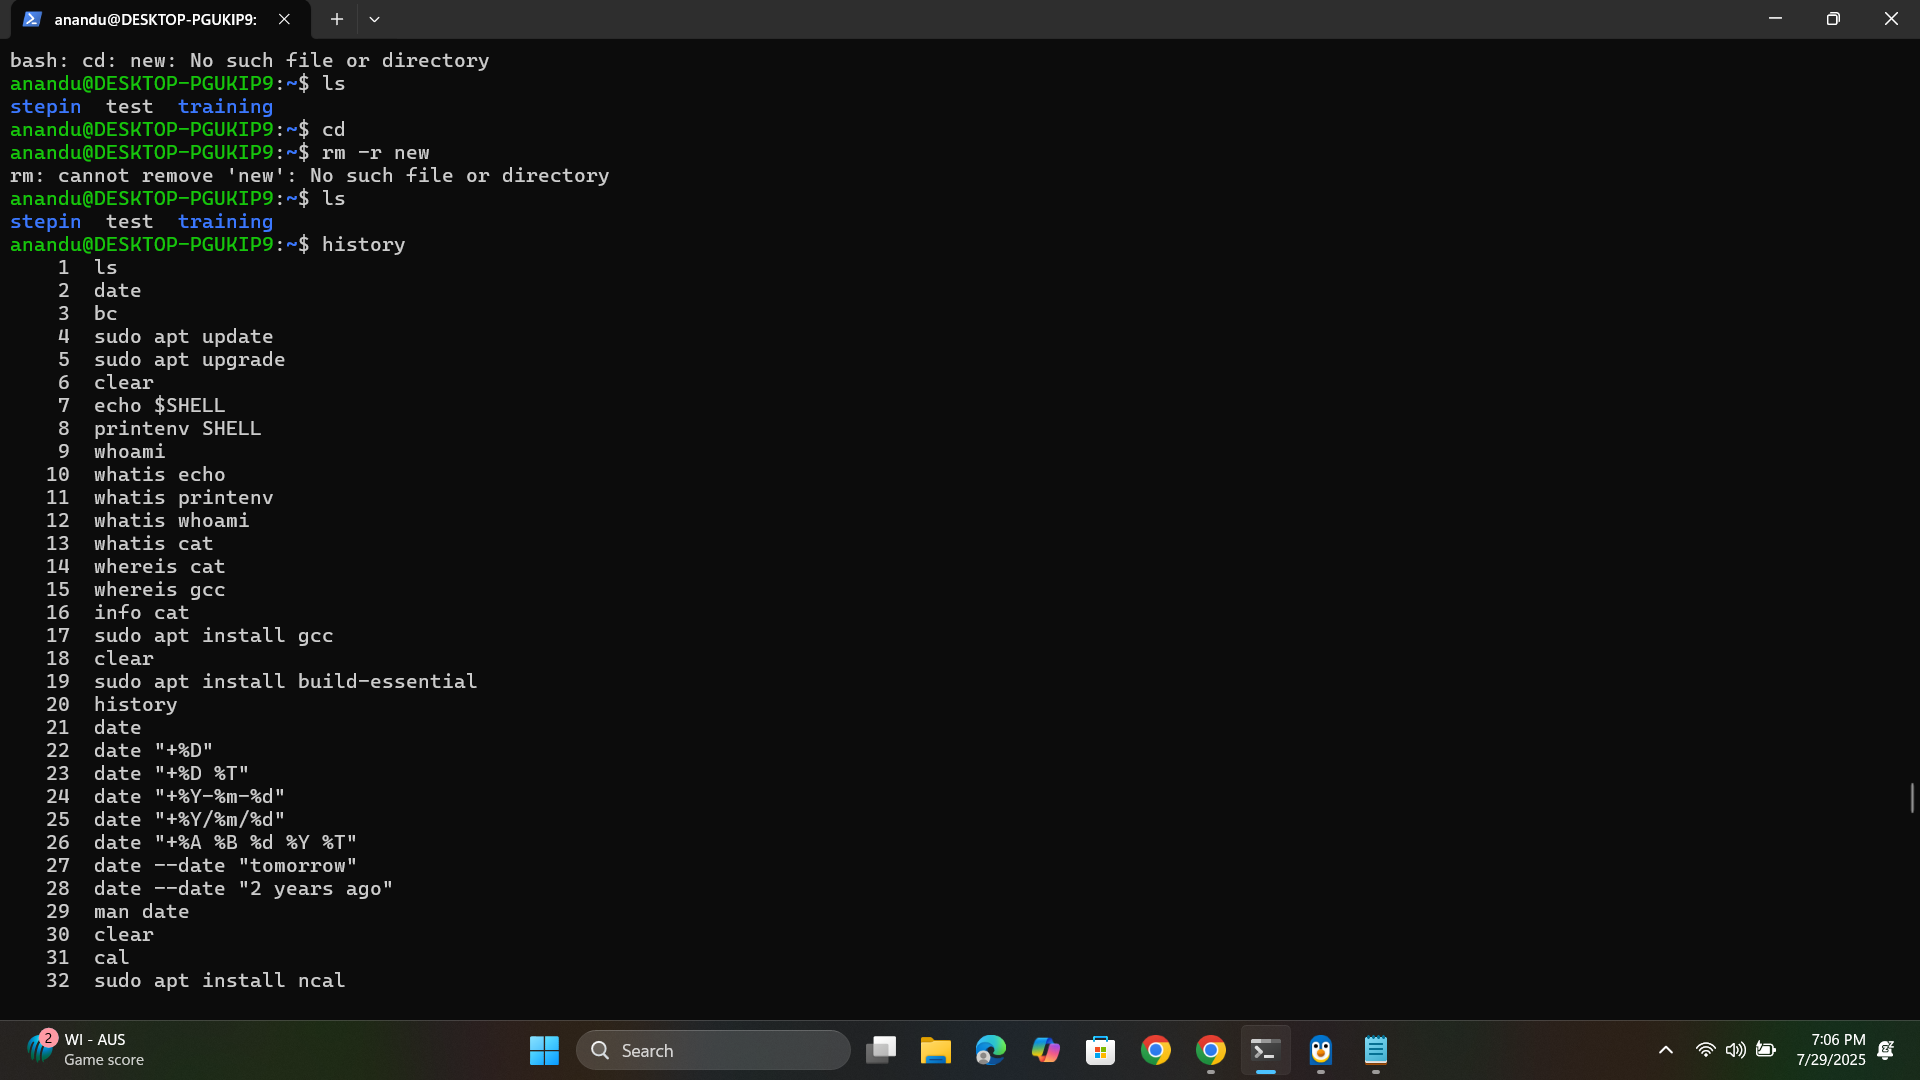 anandu@DESKTOP-PGUKIP9:
bash: cd: new: No such file or directory
anandu@DESKTOP-PGUKIP9:~$ ls
stepin  test  training
anandu@DESKTOP-PGUKIP9:~$ cd
anandu@DESKTOP-PGUKIP9:~$ rm -r new
rm: cannot remove 'new': No such file or directory
anandu@DESKTOP-PGUKIP9:~$ ls
stepin  test  training
anandu@DESKTOP-PGUKIP9:~$ history
1  ls
2  date
3  bc
4  sudo apt update
5  sudo apt upgrade
6  clear
7  echo $SHELL
8  printenv SHELL
9  whoami
10  whatis echo
11  whatis printenv
12  whatis whoami
13  whatis cat
14  whereis cat
15  whereis gcc
16  info cat
17  sudo apt install gcc
18  clear
19  sudo apt install build-essential
20  history
21  date
22  date "+%D"
23  date "+%D %T"
24  date "+%Y-%m-%d"
25  date "+%Y/%m/%d"
26  date "+%A %B %d %Y %T"
27  date --date "tomorrow"
28  date --date "2 years ago"
29  man date
30  clear
31  cal
32  sudo apt install ncal
2
WI - AUS
Game score
Search
7:06 PM
7/29/2025